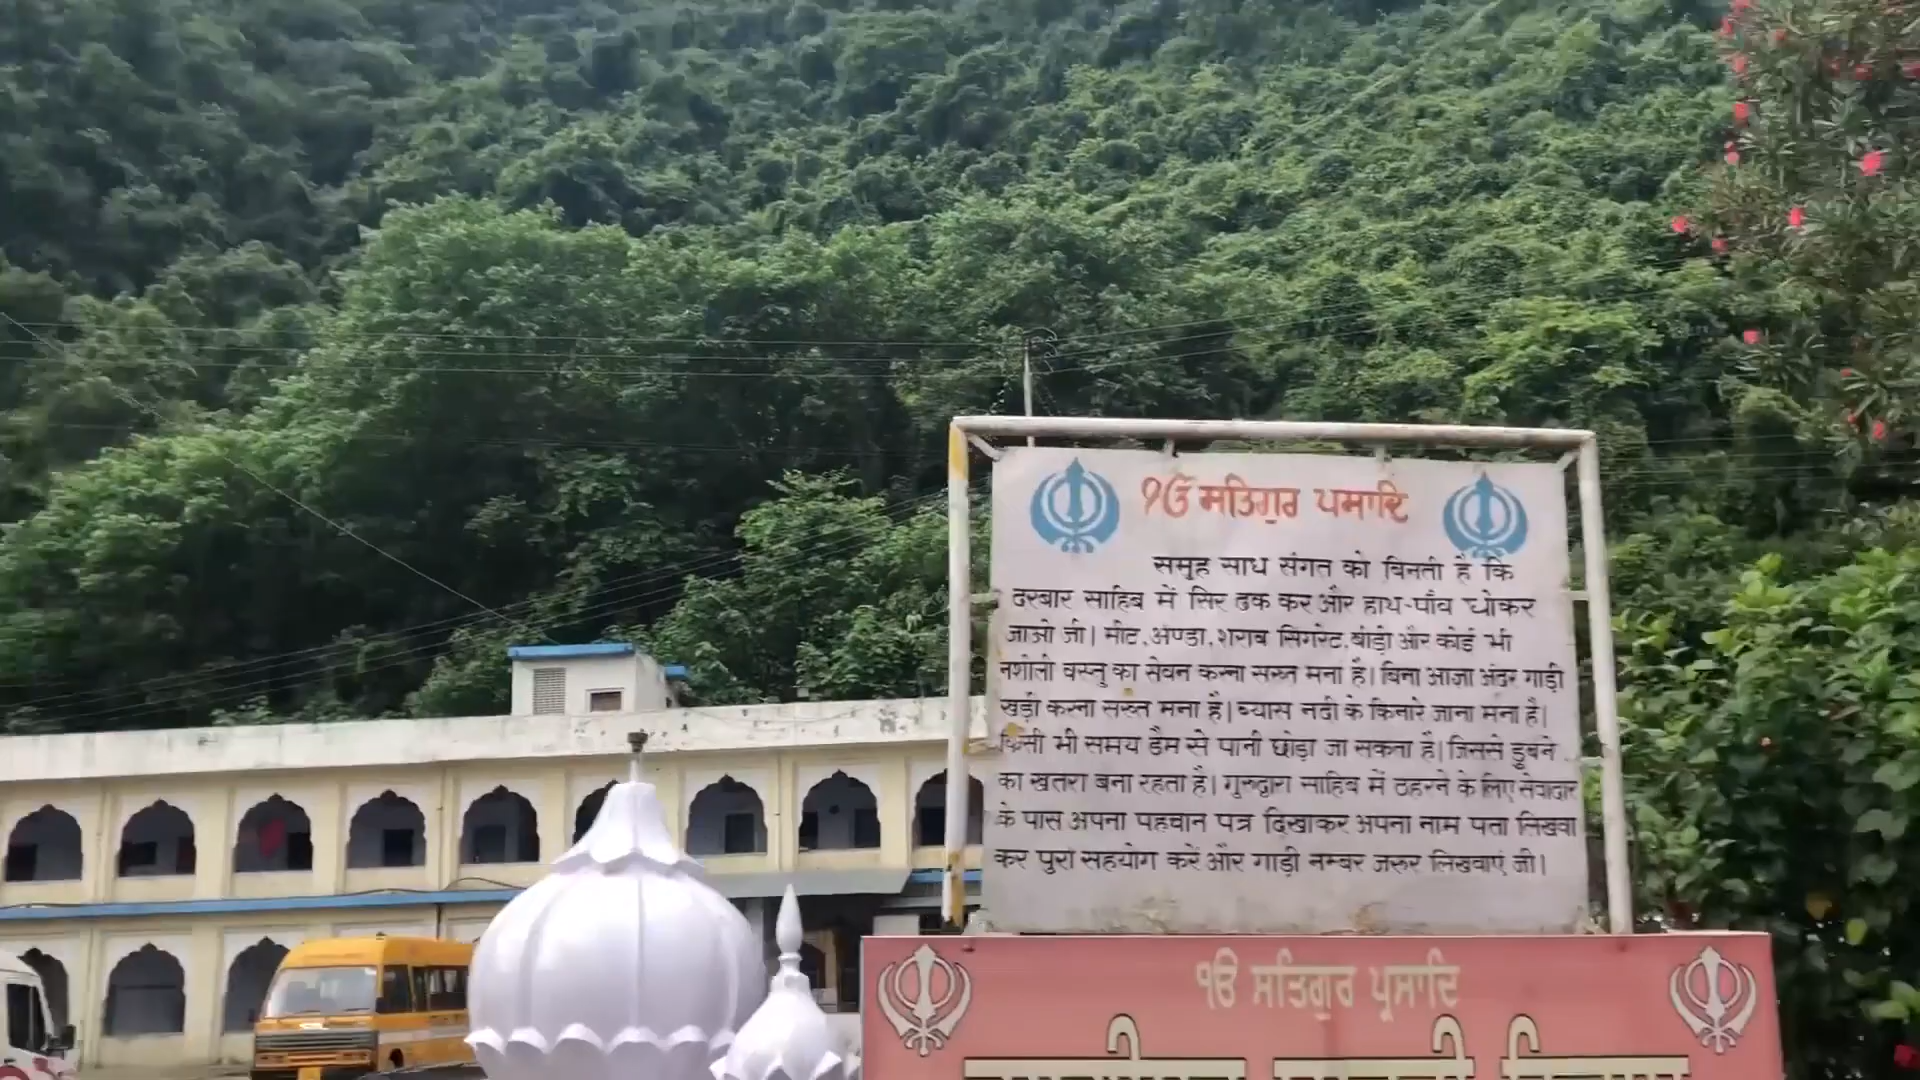 ੴ ਸਤਿਗੁਰ ਪ੍ਰਸਾਦਿ
समूह साध संगत को बिनती है कि
दरबार साहिब में सिर ढक कर और हाथ-पाँव धोकर
जाओ जी। मीट, अण्डा, शराब सिगरेट, बीड़ी और कोई भी
नशीली वस्तु का सेवन करना सख्त मना है। बिना आज्ञा अंदर गाड़ी
खड़ी करना सख्त मना है। ब्यास नदी के किनारे जाना मना है।
किसी भी समय डैम से पानी छोड़ा जा सकता है। जिससे डुबने
का खतरा बना रहता है। गुरुद्वारा साहिब में ठहरने के लिए सेवादार
के पास अपना पहचान पत्र दिखाकर अपना नाम पता लिखवा
कर पुरा सहयोग करें और गाड़ी नम्बर जरुर लिखवाएं जी।
ੴ ਸਤਿਗੁਰ ਪ੍ਰਸਾਦਿ